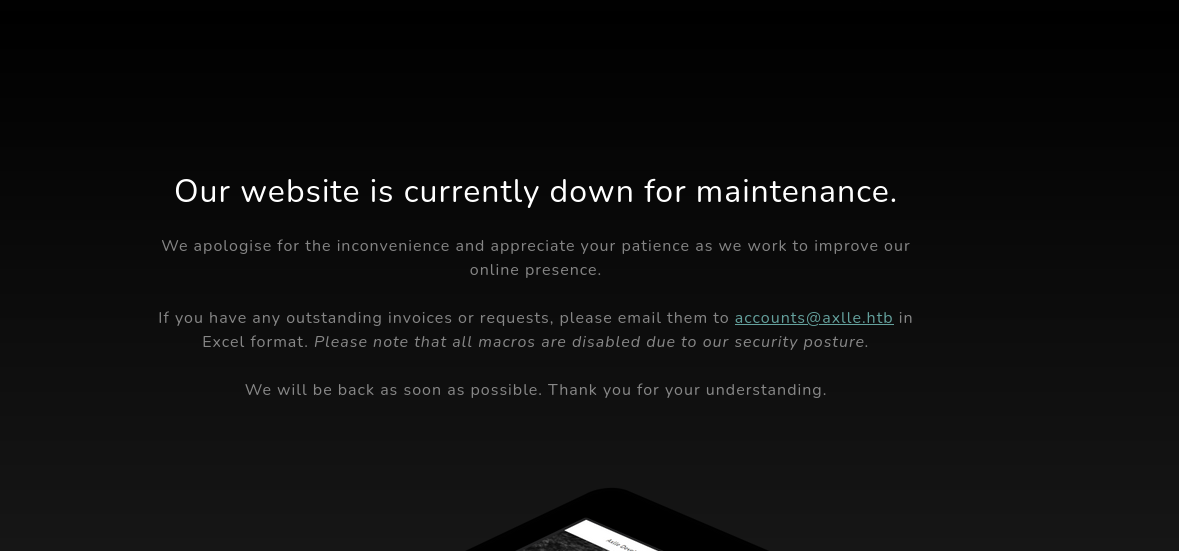 Our website is currently down for maintenance.
We apologise for the inconvenience and appreciate your patience as we work to improve our
online presence.
If you have any outstanding invoices or requests, please email them to accounts@axlle.htb in
Excel format. Please note that all macros are disabled due to our security posture.
We will be back as soon as possible. Thank you for your understanding.